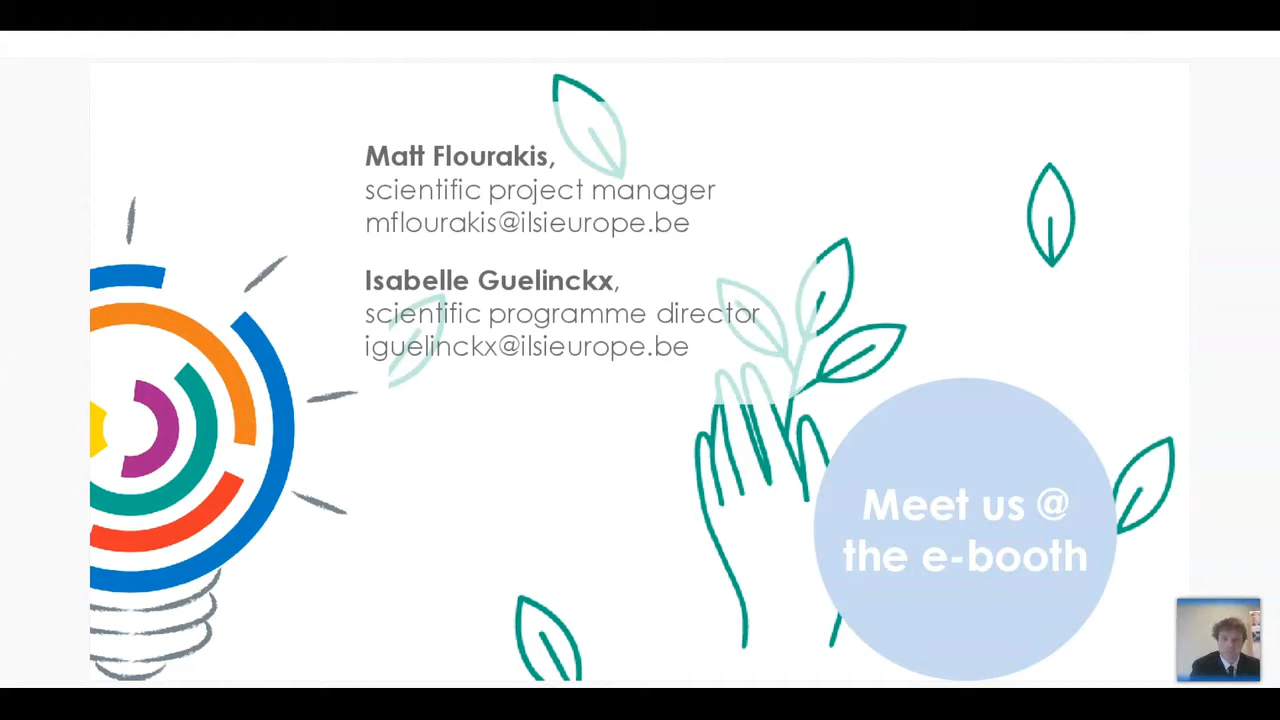 Matt Flourakis,
scientific project manager
mflourakis@ilsieurope.be
Isabelle Guelinckx,
scientific programme director
iguelinckx@ilsieurope.be
Meet us @
the e-booth